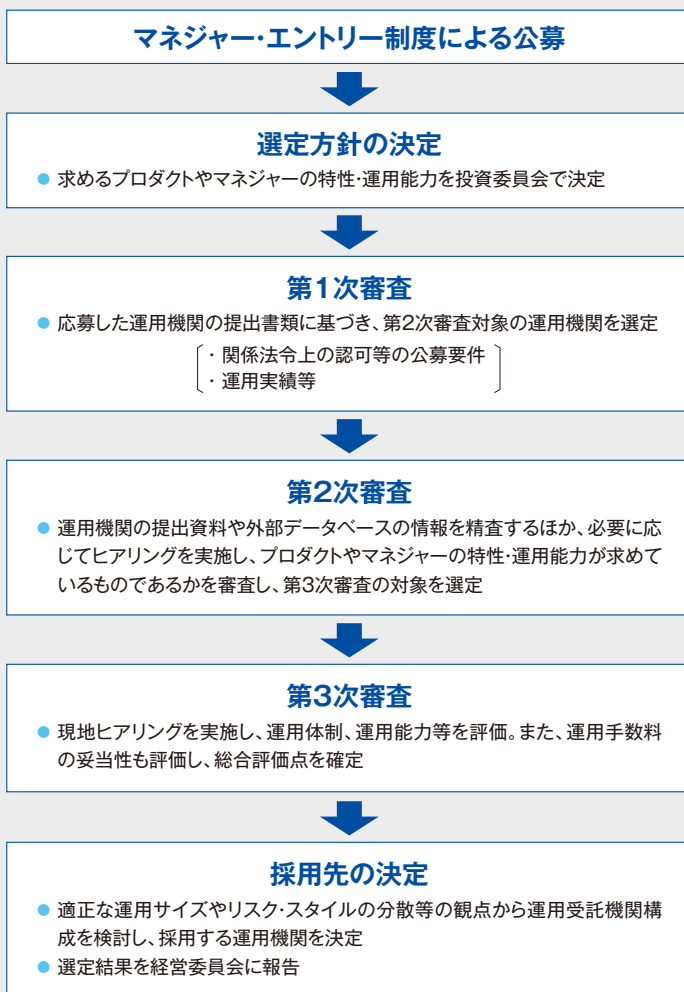 マネジャー・エントリー制度による公募
選定方針の決定
● 求めるプロダクトやマネジャーの特性・運用能力を投資委員会で決定
第1次審査
● 応募した運用機関の提出書類に基づき、第2次審査対象の運用機関を選定
・ 関係法令上の認可等の公募要件
・ 運用実績等
第2次審査
● 運用機関の提出資料や外部データベースの情報を精査するほか、必要に応
じてヒアリングを実施し、プロダクトやマネジャーの特性・運用能力が求めて
いるものであるかを審査し、第3次審査の対象を選定
第3次審査
● 現地ヒアリングを実施し、運用体制、運用能力等を評価。また、運用手数料
の妥当性も評価し、総合評価点を確定
採用先の決定
● 適正な運用サイズやリスク・スタイルの分散等の観点から運用受託機関構
成を検討し、採用する運用機関を決定
● 選定結果を経営委員会に報告